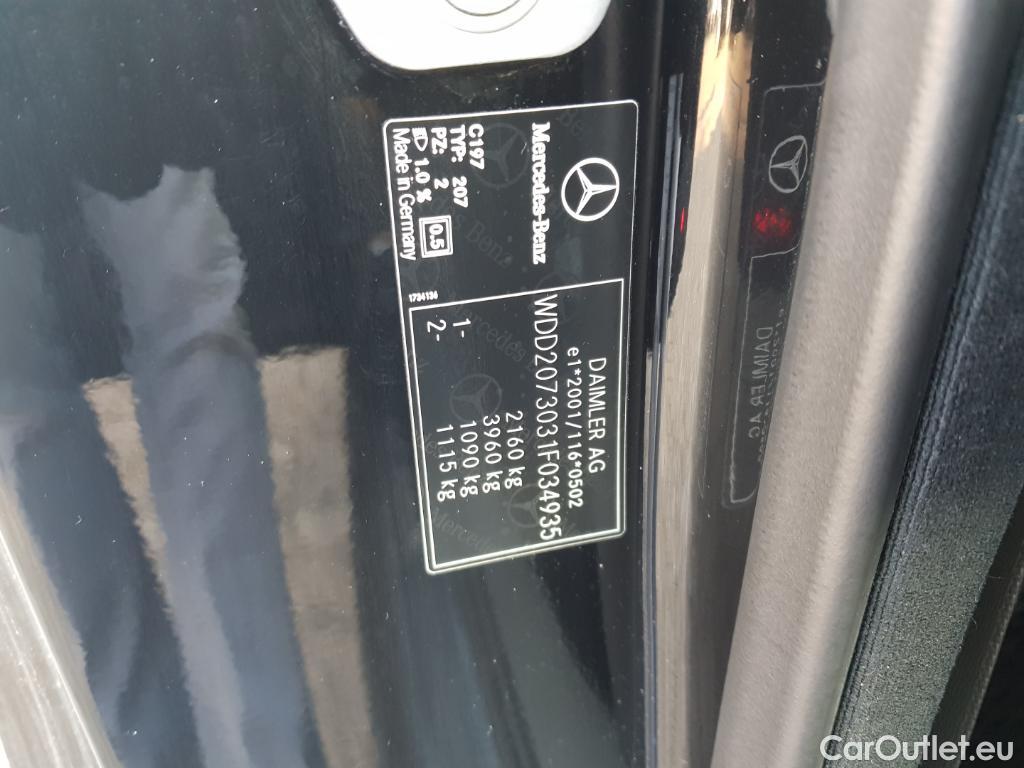 Mercedes-Benz
DAIMLER AG
e1*2001/116*0502
WDD2073031F034935
2160 kg
3960 kg
1- 1090 kg
2- 1115 kg
C197
TYP: 207
PZ: 2
1.0 %
0.5
Made in Germany
1734136
DAIMLER AG
CarOutlet.eu